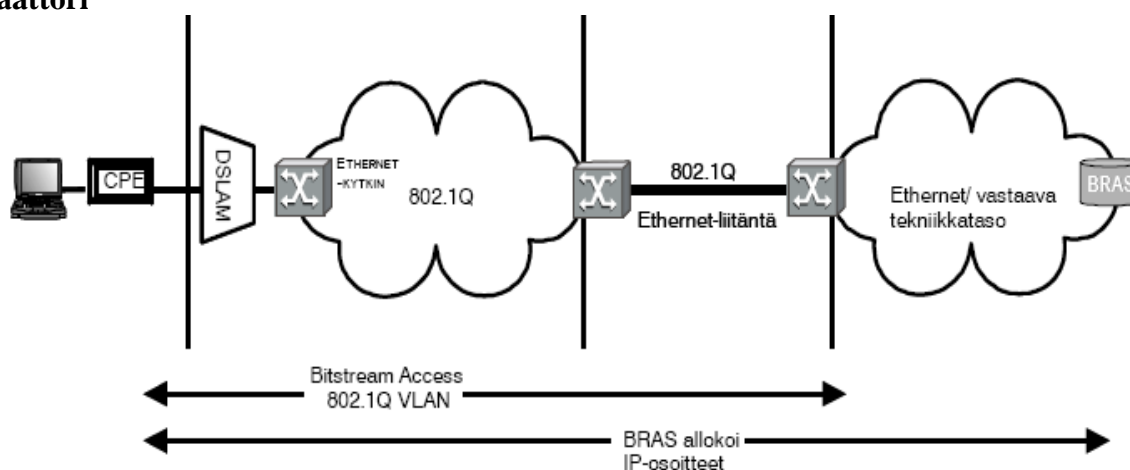 CPE
DSLAM
ETHERNET
-KYTKIN
802.1Q
802.1Q
Ethernet-liitäntä
Ethernet/ vastaava
tekniikkataso
BRAS
Bitstream Access
802.1Q VLAN
BRAS allokoi
IP-osoitteet